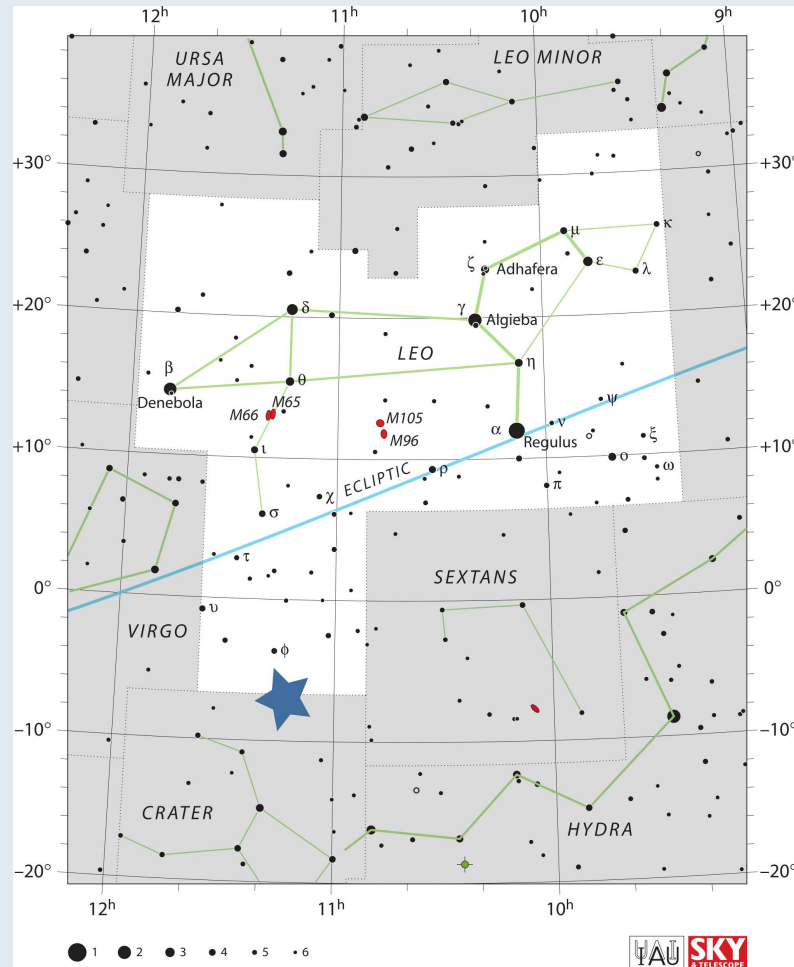 12h 11h 10h 9h
URSA
MAJOR
LEO MINOR
+30° +30°
μ κ
ζ Adhafera ε λ
+20° +20°
δ γ Algieba
LEO
β
Denebola
θ η
M66 M65
M105
M96
α Regulus
ν ψ
+10° +10°
ι ECLIPTIC ρ
ξ
ο ω
π
χ
σ
τ
SEXTANS
0° 0°
υ
VIRGO
φ
−10° −10°
CRATER
HYDRA
−20° −20°
12h 11h 10h
1 2 3 4 5 6
IAU
SKY
& TELESCOPE